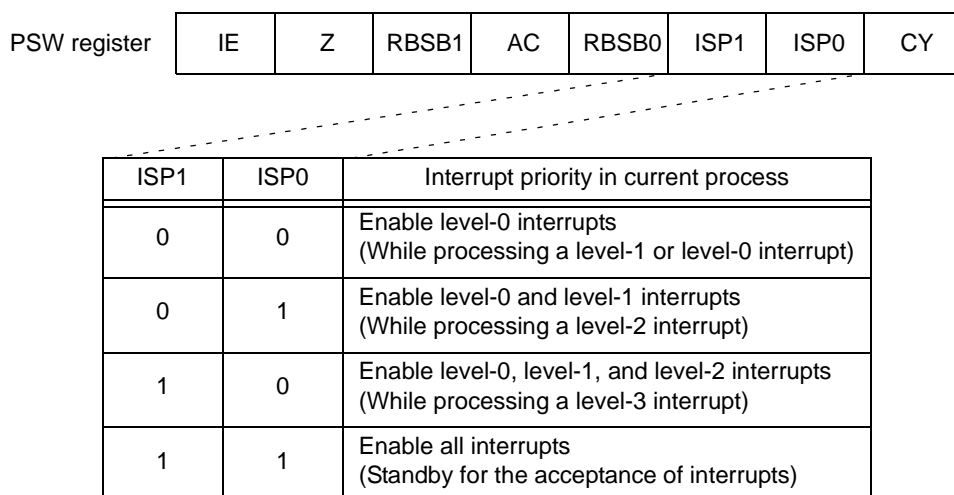 PSW register IE Z RBSB1 AC RBSB0 ISP1 ISP0 CY
ISP1 ISP0 Interrupt priority in current process
0 0 Enable level-0 interrupts
(While processing a level-1 or level-0 interrupt)
0 1 Enable level-0 and level-1 interrupts
(While processing a level-2 interrupt)
1 0 Enable level-0, level-1, and level-2 interrupts
(While processing a level-3 interrupt)
1 1 Enable all interrupts
(Standby for the acceptance of interrupts)